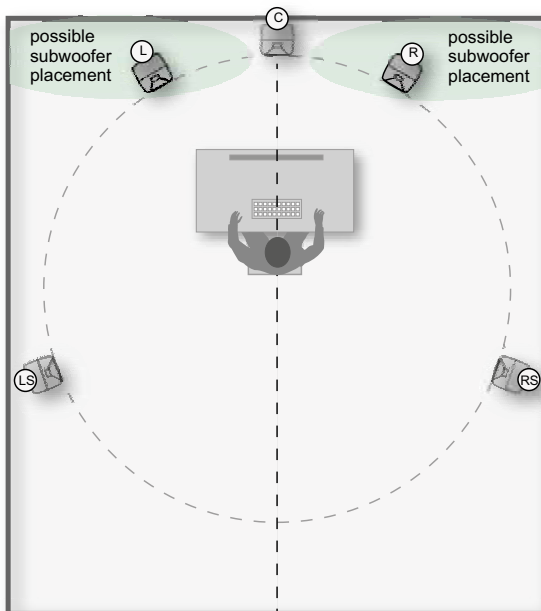 C
possible
subwoofer
placement
L
R
possible
subwoofer
placement
LS
RS